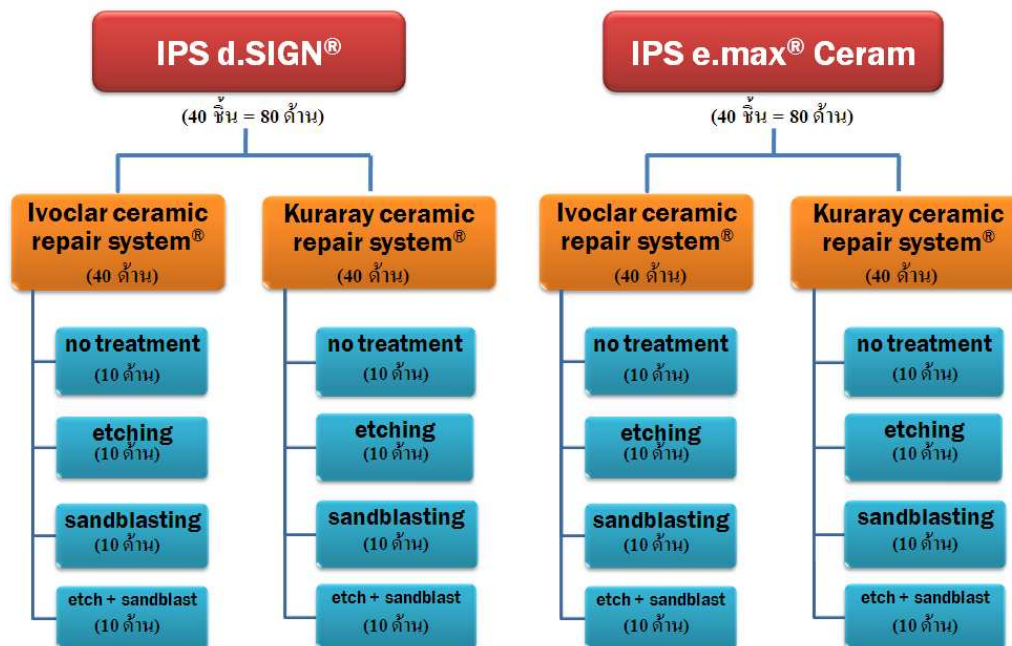 IPS d.SIGN®
(40 ชิ้น = 80 ด้าน)
Ivoclar ceramic
repair system®
(40 ด้าน)
no treatment
(10 ด้าน)
etching
(10 ด้าน)
sandblasting
(10 ด้าน)
etch + sandblast
(10 ด้าน)
Kuraray ceramic
repair system®
(40 ด้าน)
no treatment
(10 ด้าน)
etching
(10 ด้าน)
sandblasting
(10 ด้าน)
etch + sandblast
(10 ด้าน)
IPS e.max® Ceram
(40 ชิ้น = 80 ด้าน)
Ivoclar ceramic
repair system®
(40 ด้าน)
no treatment
(10 ด้าน)
etching
(10 ด้าน)
sandblasting
(10 ด้าน)
etch + sandblast
(10 ด้าน)
Kuraray ceramic
repair system®
(40 ด้าน)
no treatment
(10 ด้าน)
etching
(10 ด้าน)
sandblasting
(10 ด้าน)
etch + sandblast
(10 ด้าน)